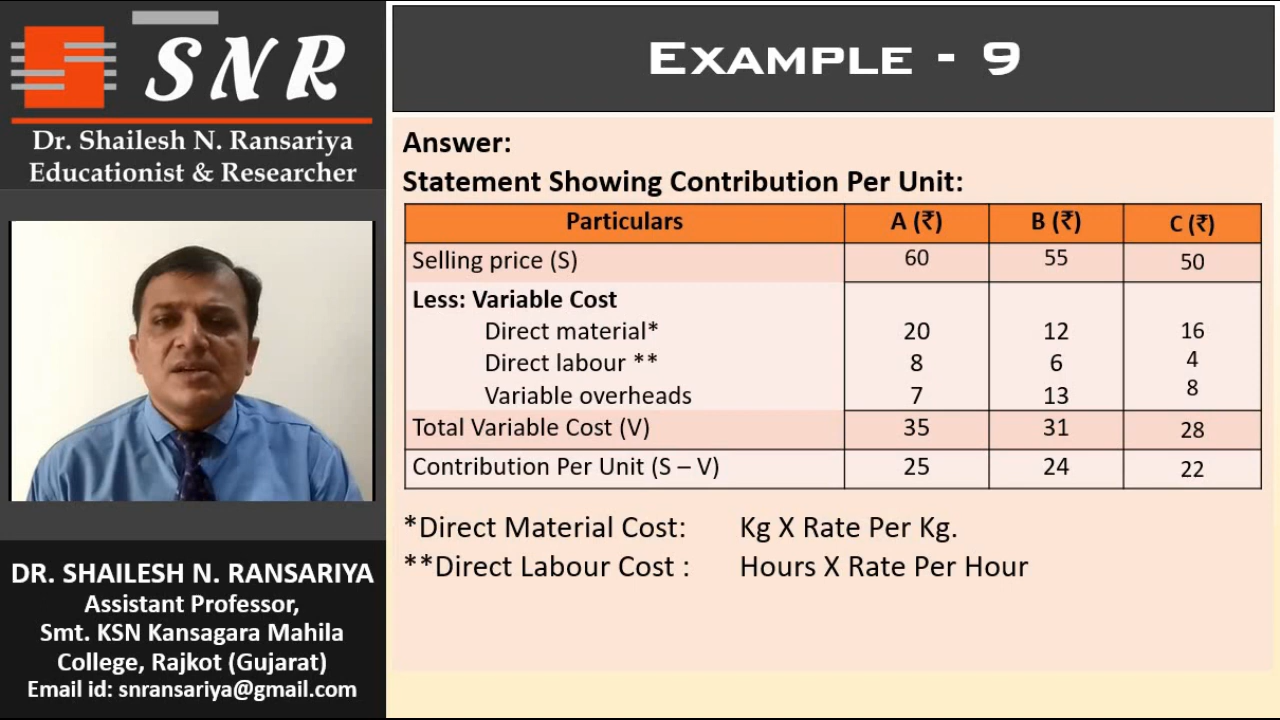 SNR
Dr. Shailesh N. Ransariya
Educationist & Researcher
DR. SHAILESH N. RANSARIYA
Assistant Professor,
Smt. KSN Kansagara Mahila
College, Rajkot (Gujarat)
Email id: snransariya@gmail.com
EXAMPLE - 9
Answer:
Statement Showing Contribution Per Unit:
Particulars A (₹) B (₹) C (₹)
Selling price (S) 60 55 50
Less: Variable Cost
Direct material* 20 12 16
Direct labour ** 8 6 4
Variable overheads 7 13 8
Total Variable Cost (V) 35 31 28
Contribution Per Unit (S – V) 25 24 22
*Direct Material Cost: Kg X Rate Per Kg.
**Direct Labour Cost : Hours X Rate Per Hour